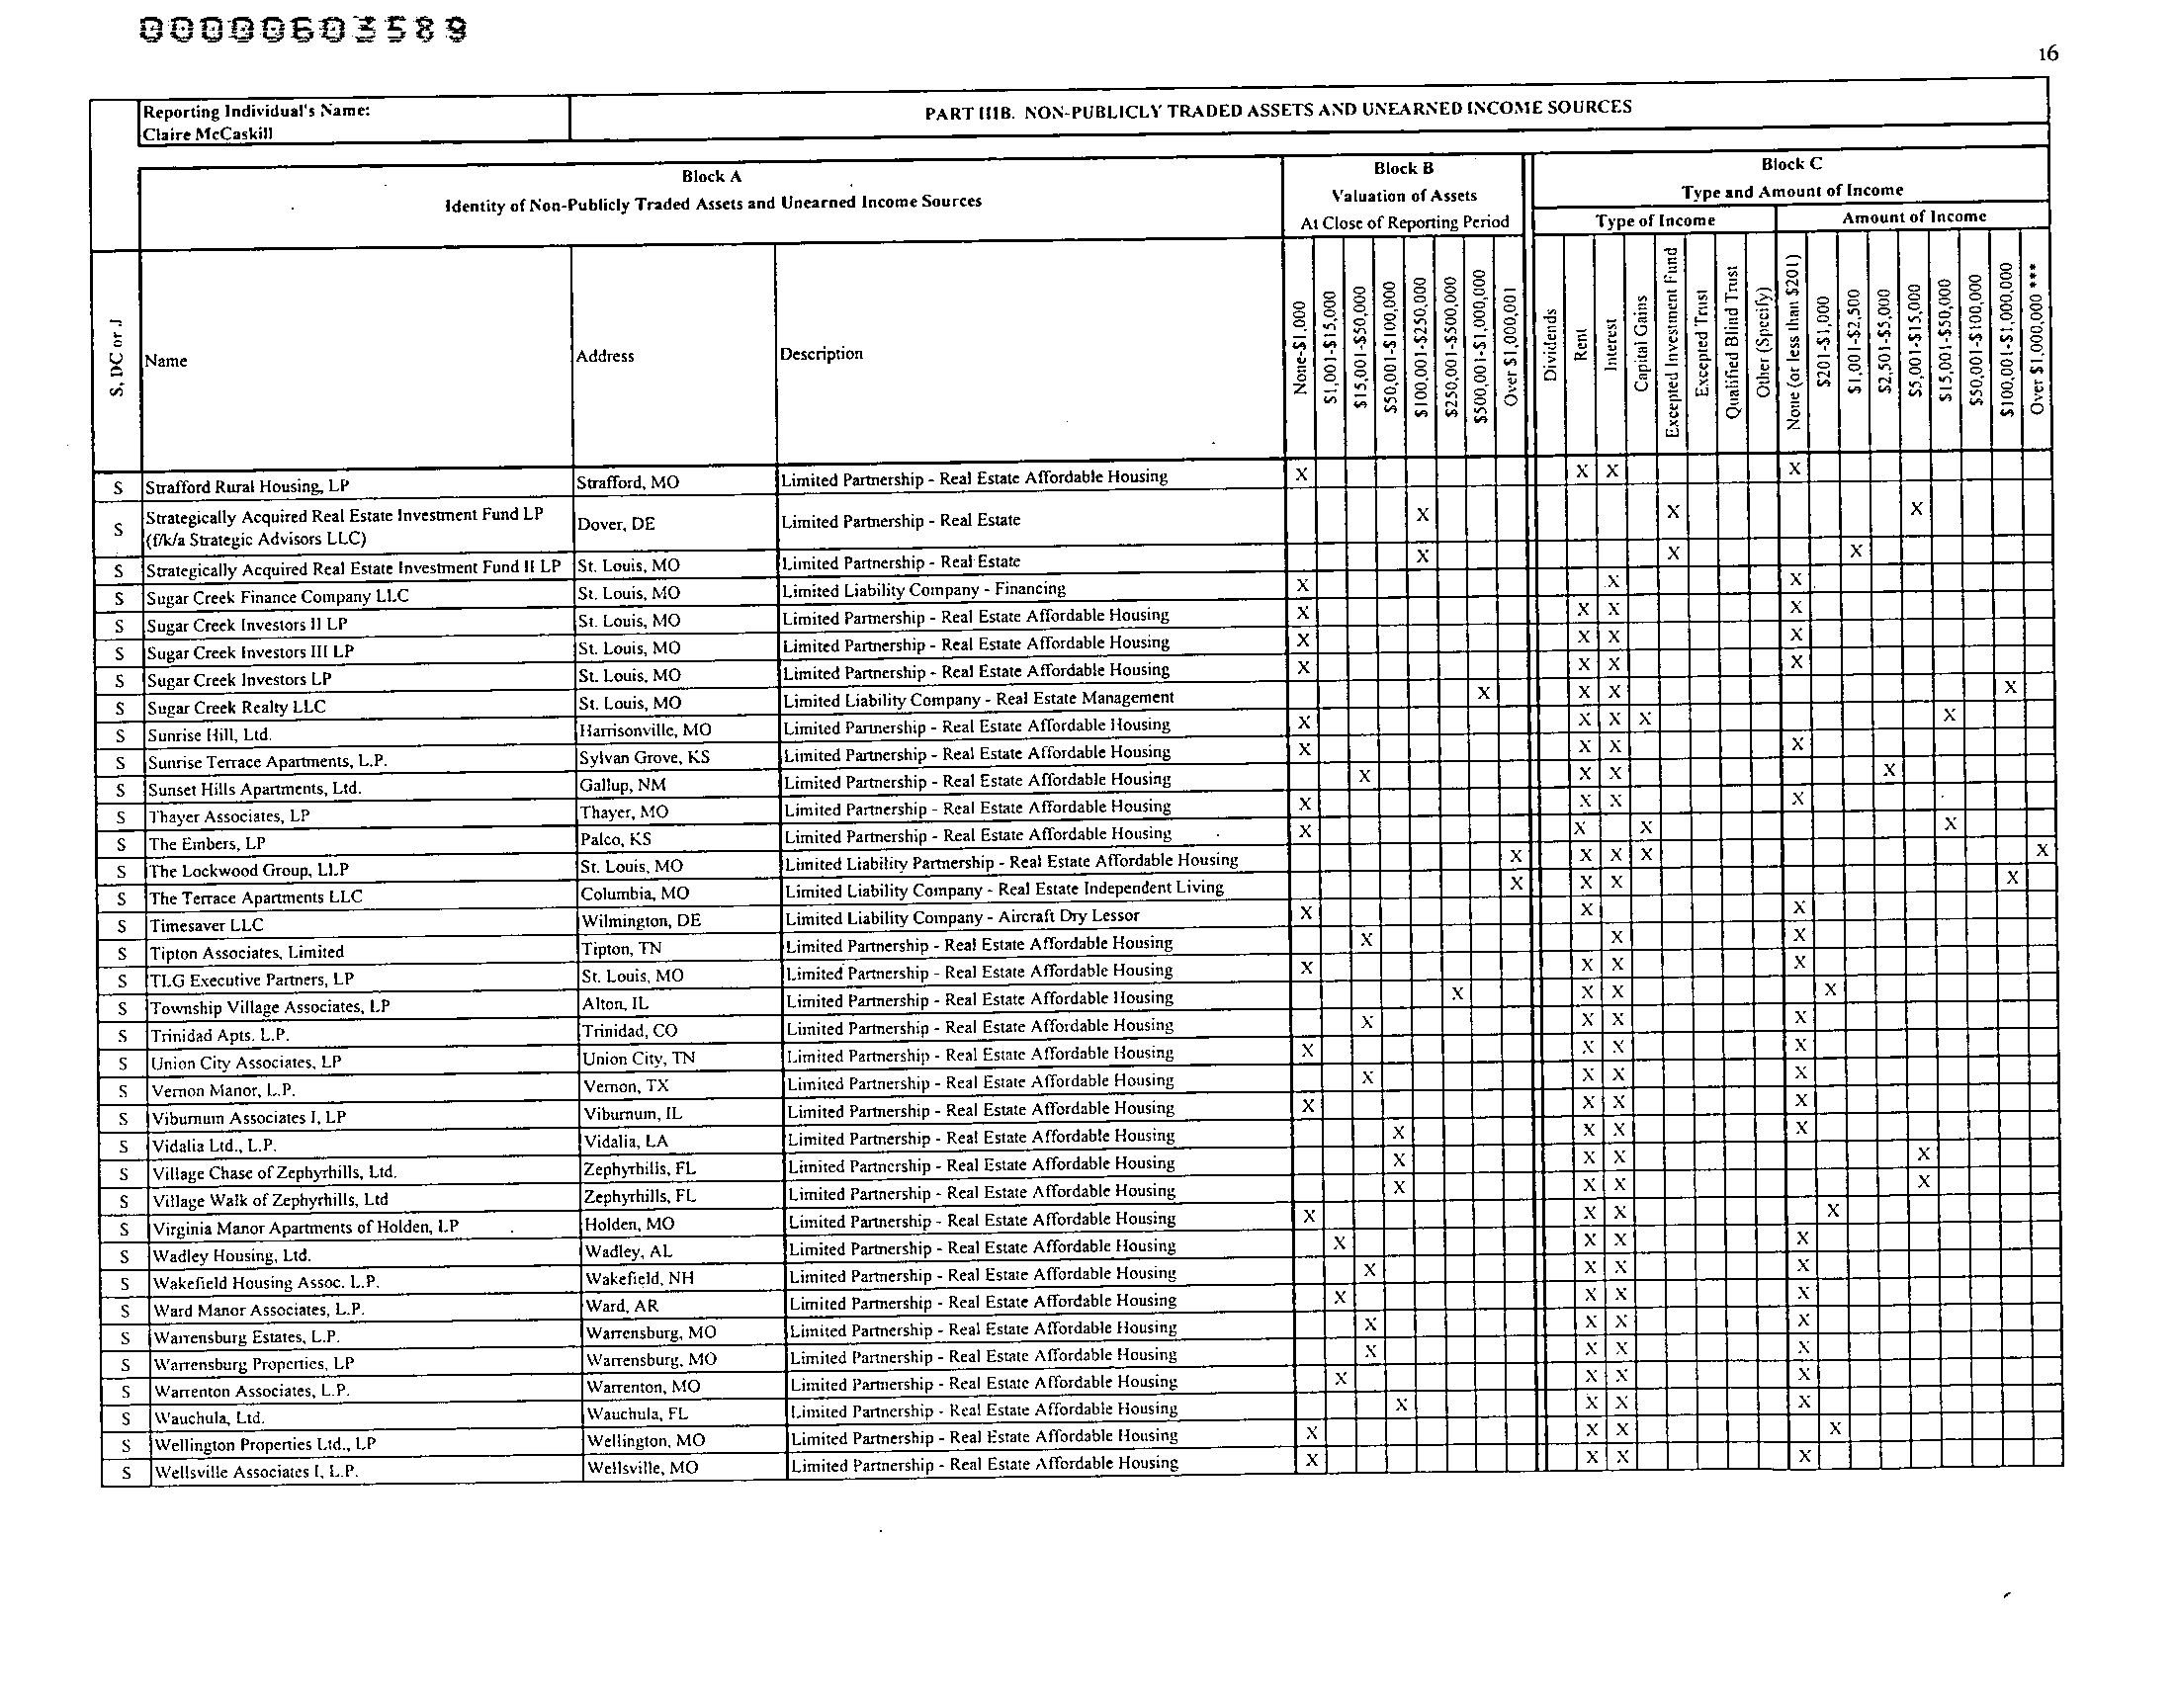 00000603589
16
Reporting Individual's Name:
Claire McCaskill
PART IIIB. NON-PUBLICLY TRADED ASSETS AND UNEARNED INCOME SOURCES
Block A
Identity of Non-Publicly Traded Assets and Unearned Income Sources
Block B
Valuation of Assets
At Close of Reporting Period
Block C
Type and Amount of Income
Type of Income
Amount of Income
S, DC or J
Name
Address
Description
None-$1,000
$1,001-$15,000
$15,001-$50,000
$50,001-$100,000
$100,001-$250,000
$250,001-$500,000
$500,001-$1,000,000
Over $1,000,001
Dividends
Rent
Interest
Capital Gains
Excepted Investment Fund
Excepted Trust
Qualified Blind Trust
Other (Specify)
None (or less than $201)
$201-$1,000
$1,001-$2,500
$2,501-$5,000
$5,001-$15,000
$15,001-$50,000
$50,001-$100,000
$100,001-$1,000,000
Over $1,000,000 ***
S Strafford Rural Housing, LP Strafford, MO Limited Partnership - Real Estate Affordable Housing X X X X
S Strategically Acquired Real Estate Investment Fund LP
(f/k/a Strategic Advisors LLC) Dover, DE Limited Partnership - Real Estate X X X
S Strategically Acquired Real Estate Investment Fund II LP St. Louis, MO Limited Partnership - Real Estate X X X
S Sugar Creek Finance Company LLC St. Louis, MO Limited Liability Company - Financing X X X
S Sugar Creek Investors II LP St. Louis, MO Limited Partnership - Real Estate Affordable Housing X X X X
S Sugar Creek Investors III LP St. Louis, MO Limited Partnership - Real Estate Affordable Housing X X X X
S Sugar Creek Investors LP St. Louis, MO Limited Partnership - Real Estate Affordable Housing X X X X
S Sugar Creek Realty LLC St. Louis, MO Limited Liability Company - Real Estate Management X X X X
S Sunrise Hill, Ltd. Harrisonville, MO Limited Partnership - Real Estate Affordable Housing X X X X X
S Sunrise Terrace Apartments, L.P. Sylvan Grove, KS Limited Partnership - Real Estate Affordable Housing X X X X
S Sunset Hills Apartments, Ltd. Gallup, NM Limited Partnership - Real Estate Affordable Housing X X X X
S Thayer Associates, LP Thayer, MO Limited Partnership - Real Estate Affordable Housing X X X X
S The Embers, LP Palco, KS Limited Partnership - Real Estate Affordable Housing X X X X
S The Lockwood Group, LLP St. Louis, MO Limited Liability Partnership - Real Estate Affordable Housing X X X X X
S The Terrace Apartments LLC Columbia, MO Limited Liability Company - Real Estate Independent Living X X X X
S Timesaver LLC Wilmington, DE Limited Liability Company - Aircraft Dry Lessor X X X
S Tipton Associates, Limited Tipton, TN Limited Partnership - Real Estate Affordable Housing X X X
S TLG Executive Partners, LP St. Louis, MO Limited Partnership - Real Estate Affordable Housing X X X X
S Township Village Associates, LP Alton, IL Limited Partnership - Real Estate Affordable Housing X X X X
S Trinidad Apts. L.P. Trinidad, CO Limited Partnership - Real Estate Affordable Housing X X X X
S Union City Associates, LP Union City, TN Limited Partnership - Real Estate Affordable Housing X X X X
S Vernon Manor, L.P. Vernon, TX Limited Partnership - Real Estate Affordable Housing X X X X
S Viburnum Associates I, LP Viburnum, IL Limited Partnership - Real Estate Affordable Housing X X X X
S Vidalia Ltd., L.P. Vidalia, LA Limited Partnership - Real Estate Affordable Housing X X X X
S Village Chase of Zephyrhills, Ltd. Zephyrhills, FL Limited Partnership - Real Estate Affordable Housing X X X X
S Village Walk of Zephyrhills, Ltd Zephyrhills, FL Limited Partnership - Real Estate Affordable Housing X X X X
S Virginia Manor Apartments of Holden, LP Holden, MO Limited Partnership - Real Estate Affordable Housing X X X X
S Wadley Housing, Ltd. Wadley, AL Limited Partnership - Real Estate Affordable Housing X X X X
S Wakefield Housing Assoc. L.P. Wakefield, NH Limited Partnership - Real Estate Affordable Housing X X X X
S Ward Manor Associates, L.P. Ward, AR Limited Partnership - Real Estate Affordable Housing X X X X
S Warrensburg Estates, L.P. Warrensburg, MO Limited Partnership - Real Estate Affordable Housing X X X X
S Warrensburg Properties, LP Warrensburg, MO Limited Partnership - Real Estate Affordable Housing X X X X
S Warrenton Associates, L.P. Warrenton, MO Limited Partnership - Real Estate Affordable Housing X X X X
S Wauchula, Ltd. Wauchula, FL Limited Partnership - Real Estate Affordable Housing X X X X
S Wellington Properties Ltd., LP Wellington, MO Limited Partnership - Real Estate Affordable Housing X X X X
S Wellsville Associates I, L.P. Wellsville, MO Limited Partnership - Real Estate Affordable Housing X X X X